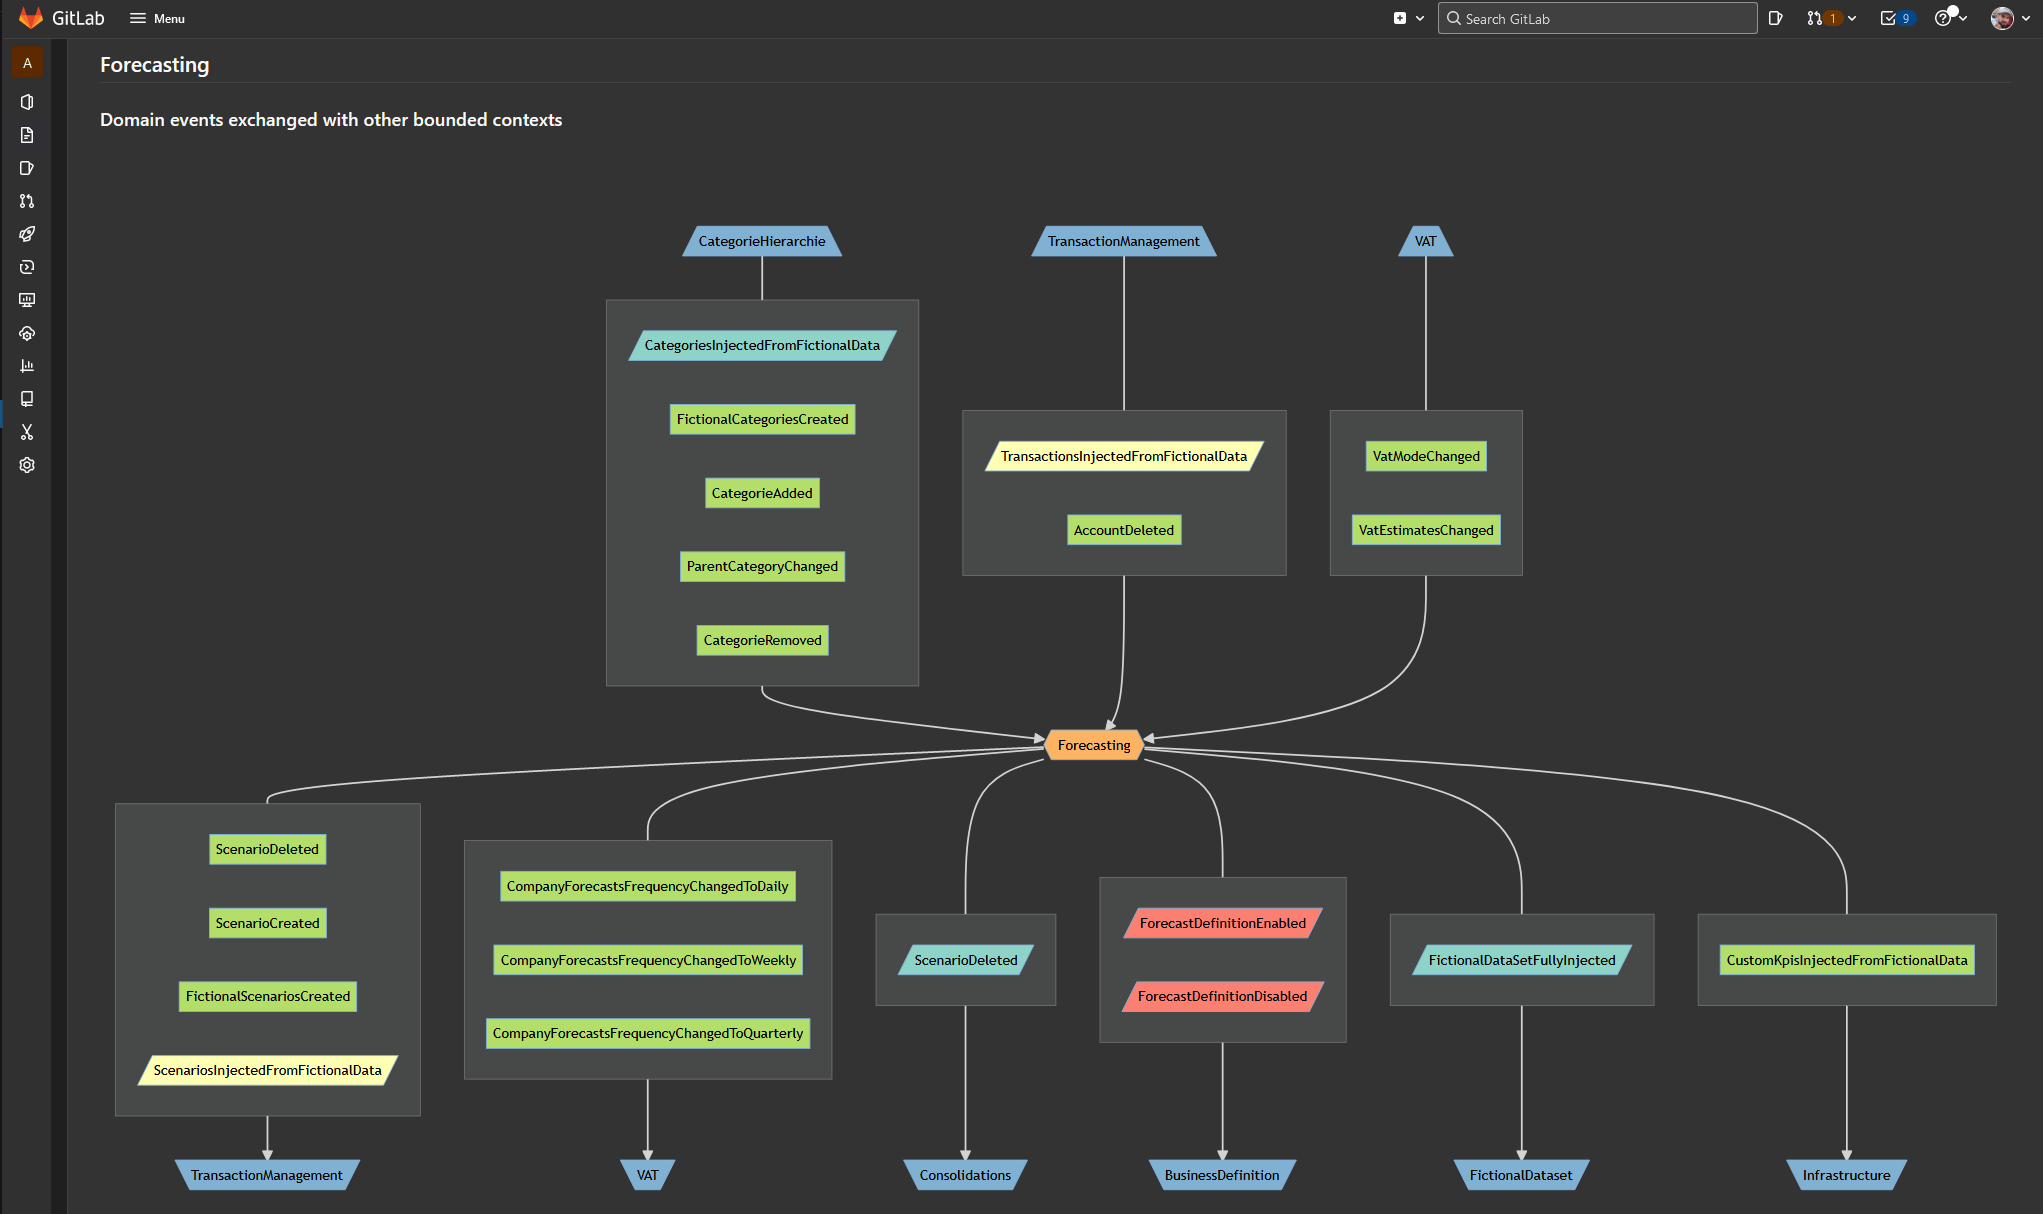 GitLab
Menu
Search GitLab
1
9
A
Forecasting
Domain events exchanged with other bounded contexts
CategorieHierarchie
TransactionManagement
VAT
CategoriesInjectedFromFictionalData
FictionalCategoriesCreated
CategorieAdded
ParentCategoryChanged
CategorieRemoved
TransactionsInjectedFromFictionalData
AccountDeleted
VatModeChanged
VatEstimatesChanged
Forecasting
ScenarioDeleted
ScenarioCreated
FictionalScenariosCreated
ScenariosInjectedFromFictionalData
CompanyForecastsFrequencyChangedToDaily
CompanyForecastsFrequencyChangedToWeekly
CompanyForecastsFrequencyChangedToQuarterly
ScenarioDeleted
ForecastDefinitionEnabled
ForecastDefinitionDisabled
FictionalDataSetFullyInjected
CustomKpisInjectedFromFictionalData
TransactionManagement
VAT
Consolidations
BusinessDefinition
FictionalDataset
Infrastructure